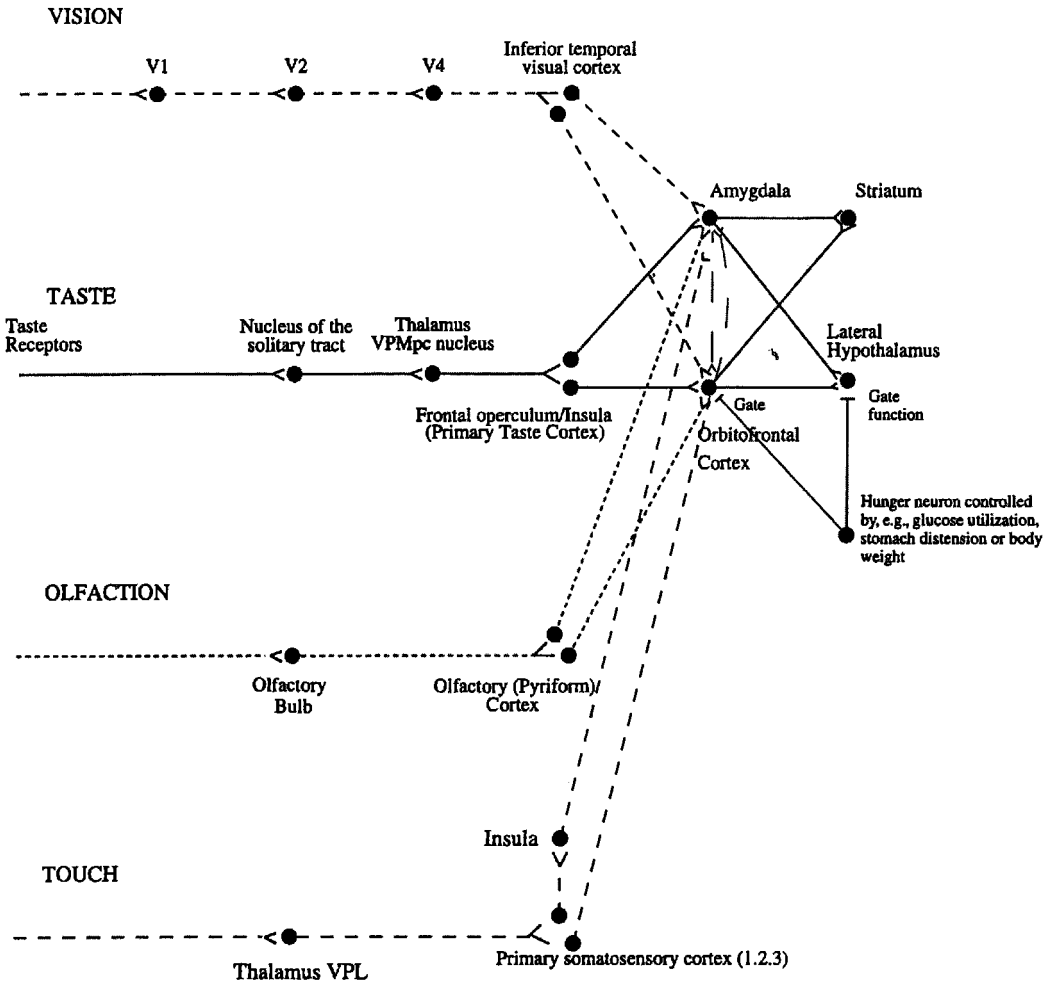 VISION
V1
V2
V4
Inferior temporal
visual cortex
Amygdala
Striatum
TASTE
Taste
Receptors
Nucleus of the
solitary tract
Thalamus
VPMpc nucleus
Frontal operculum/Insula
(Primary Taste Cortex)
Gate
Orbitofrontal
Cortex
Lateral
Hypothalamus
Gate
function
Hunger neuron controlled
by, e.g., glucose utilization,
stomach distension or body
weight
OLFACTION
Olfactory
Bulb
Olfactory (Pyriform)/
Cortex
TOUCH
Insula
Thalamus VPL
Primary somatosensory cortex (1.2.3)